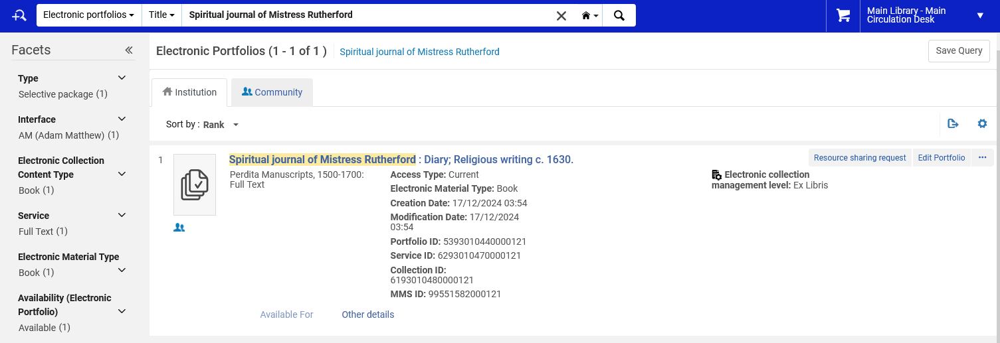 Electronic portfolios
Title
Spiritual journal of Mistress Rutherford
Main Library - Main
Circulation Desk
Facets
Type
Selective package (1)
Interface
AM (Adam Matthew) (1)
Electronic Collection
Content Type
Book (1)
Service
Full Text (1)
Electronic Material Type
Book (1)
Availability (Electronic
Portfolio)
Available (1)
Electronic Portfolios (1 - 1 of 1 )
Spiritual journal of Mistress Rutherford
Save Query
Institution
Community
Sort by : Rank
1
Spiritual journal of Mistress Rutherford : Diary; Religious writing c. 1630.
Resource sharing request
Edit Portfolio
Perdita Manuscripts, 1500-1700:
Full Text
Access Type: Current
Electronic Material Type: Book
Creation Date: 17/12/2024 03:54
Modification Date: 17/12/2024
03:54
Portfolio ID: 5393010440000121
Service ID: 6293010470000121
Collection ID:
6193010480000121
MMS ID: 99551582000121
Electronic collection
management level: Ex Libris
Available For
Other details